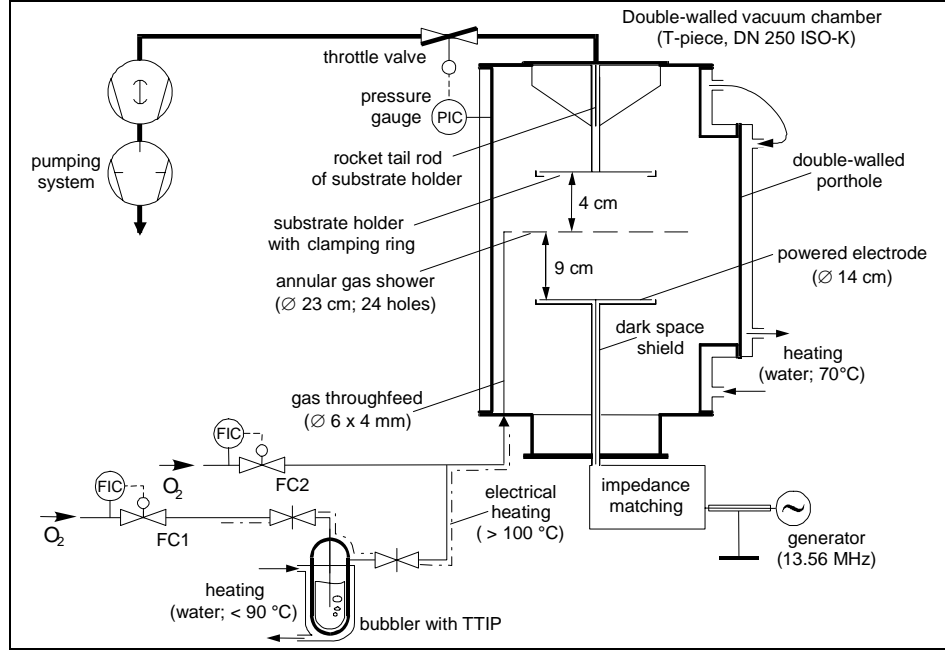 Double-walled vacuum chamber
(T-piece, DN 250 ISO-K)
throttle valve
pressure
gauge
PIC
pumping
system
rocket tail rod
of substrate holder
double-walled
porthole
4 cm
substrate holder
with clamping ring
9 cm
annular gas shower
(∅ 23 cm; 24 holes)
powered electrode
(∅ 14 cm)
dark space
shield
heating
(water; 70°C)
gas throughfeed
(∅ 6 x 4 mm)
FIC
O2
FC2
FIC
O2
FC1
electrical
heating
( > 100 °C)
impedance
matching
~
generator
(13.56 MHz)
heating
(water; < 90 °C)
bubbler with TTIP